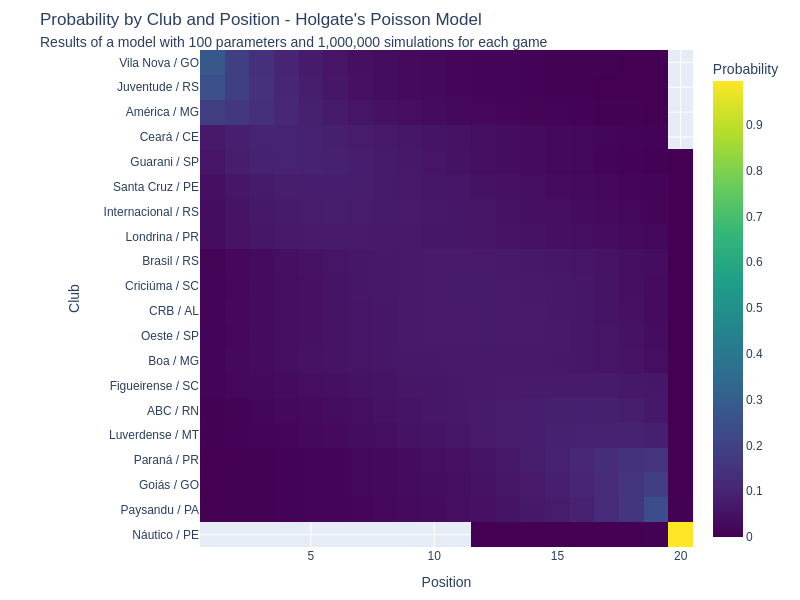 Probability by Club and Position - Holgate's Poisson Model
Results of a model with 100 parameters and 1,000,000 simulations for each game
Probability
Vila Nova / GO
Juventude / RS
América / MG
Ceará / CE
Guarani / SP
Santa Cruz / PE
Internacional / RS
Londrina / PR
Brasil / RS
Criciúma / SC
CRB / AL
Oeste / SP
Boa / MG
Figueirense / SC
ABC / RN
Luverdense / MT
Paraná / PR
Goiás / GO
Paysandu / PA
Náutico / PE
Club
5
10
15
20
Position
0.9
0.8
0.7
0.6
0.5
0.4
0.3
0.2
0.1
0